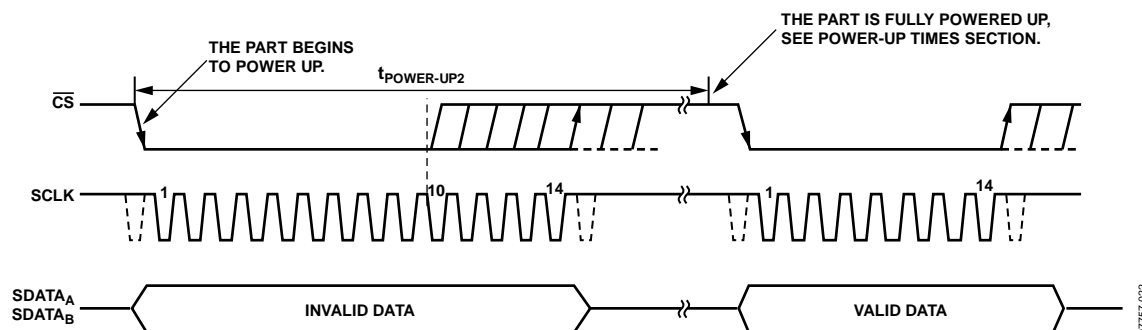 THE PART BEGINS
TO POWER UP.
tPOWER-UP2
THE PART IS FULLY POWERED UP,
SEE POWER-UP TIMES SECTION.
CS
SCLK
1
10
14
1
14
SDATAA
SDATAB
INVALID DATA
VALID DATA